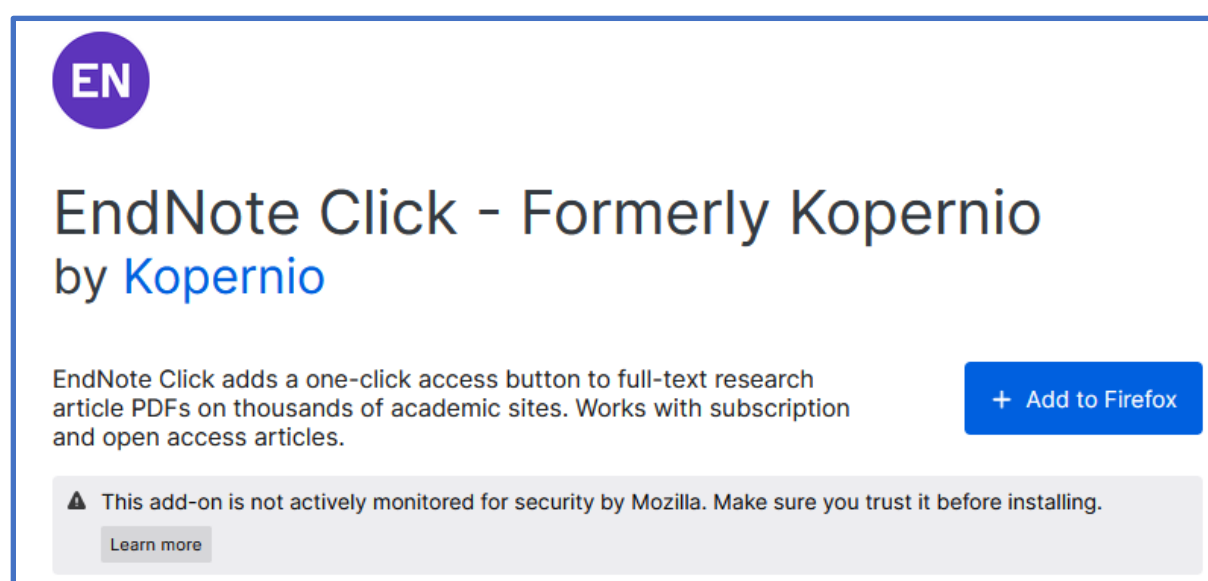 EN
EndNote Click - Formerly Kopernio
by Kopernio
EndNote Click adds a one-click access button to full-text research
article PDFs on thousands of academic sites. Works with subscription
and open access articles.
+ Add to Firefox
This add-on is not actively monitored for security by Mozilla. Make sure you trust it before installing.
Learn more